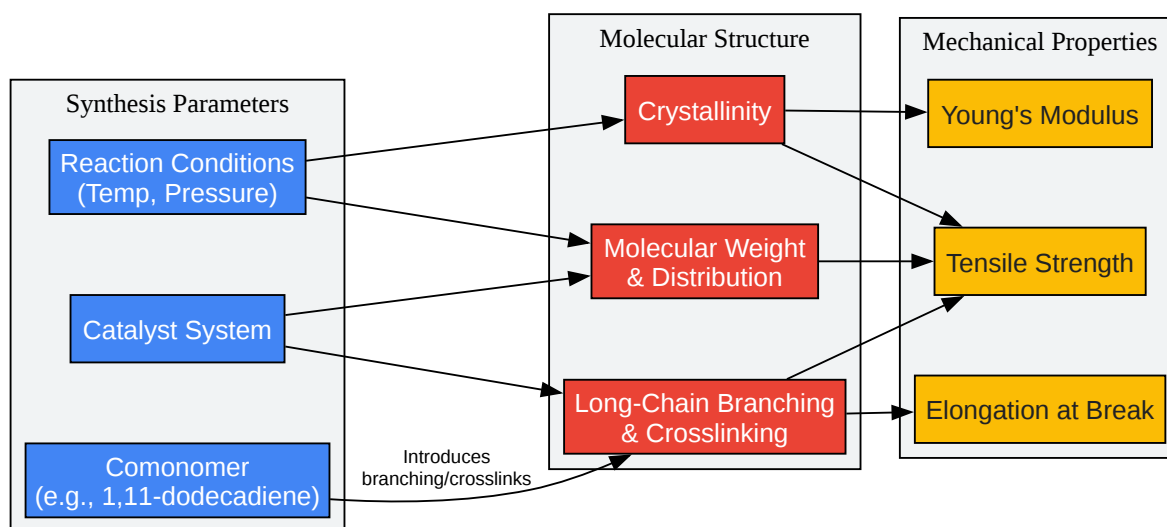 Synthesis Parameters
Reaction Conditions
(Temp, Pressure)
Catalyst System
Comonomer
(e.g., 1,11-dodecadiene)
Introduces
branching/crosslinks
Molecular Structure
Crystallinity
Molecular Weight
& Distribution
Long-Chain Branching
& Crosslinking
Mechanical Properties
Young's Modulus
Tensile Strength
Elongation at Break